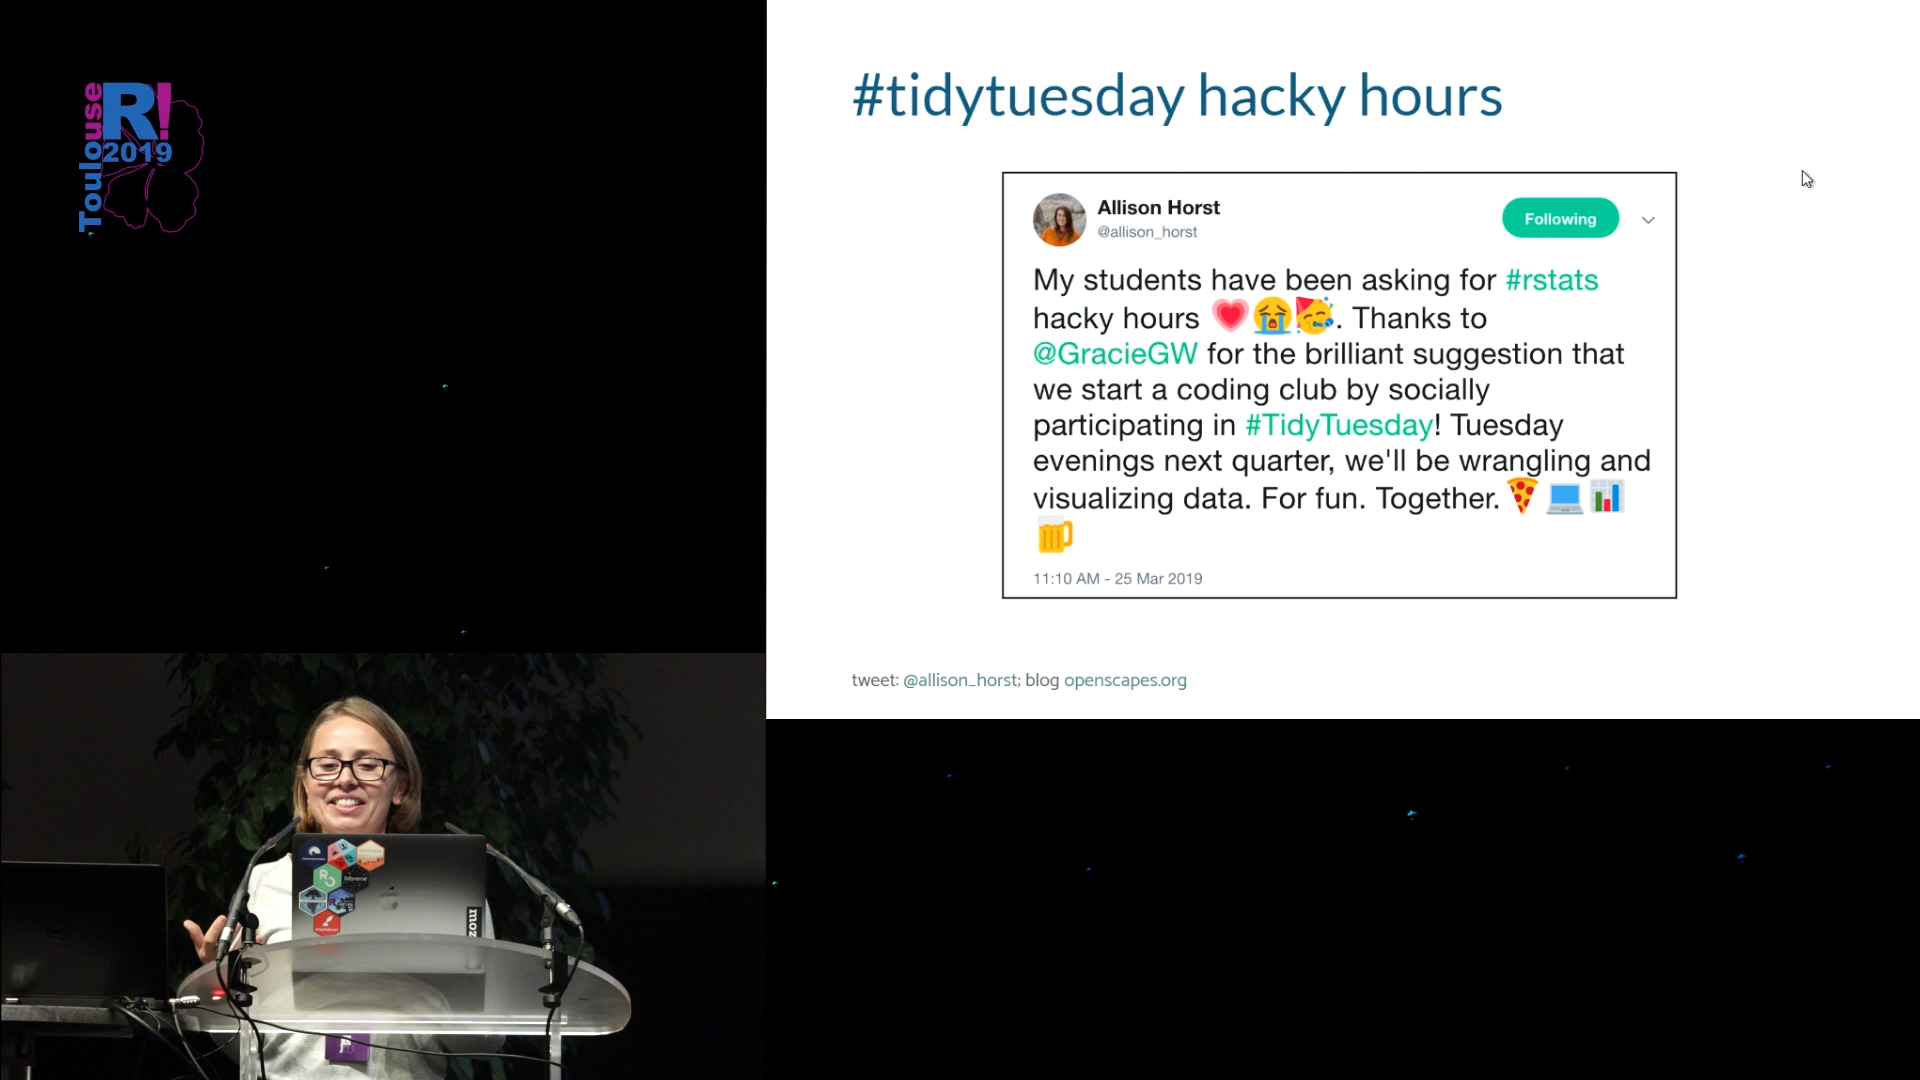 Toulouse
R!
2019
#tidytuesday hacky hours
Allison Horst
@allison_horst
Following
My students have been asking for #rstats
hacky hours 💗😭🥳. Thanks to
@GracieGW for the brilliant suggestion that
we start a coding club by socially
participating in #TidyTuesday! Tuesday
evenings next quarter, we'll be wrangling and
visualizing data. For fun. Together. 🍕💻📊
🍺
11:10 AM - 25 Mar 2019
tweet: @allison_horst; blog openscapes.org
tidyverse
rmarkdown
moz